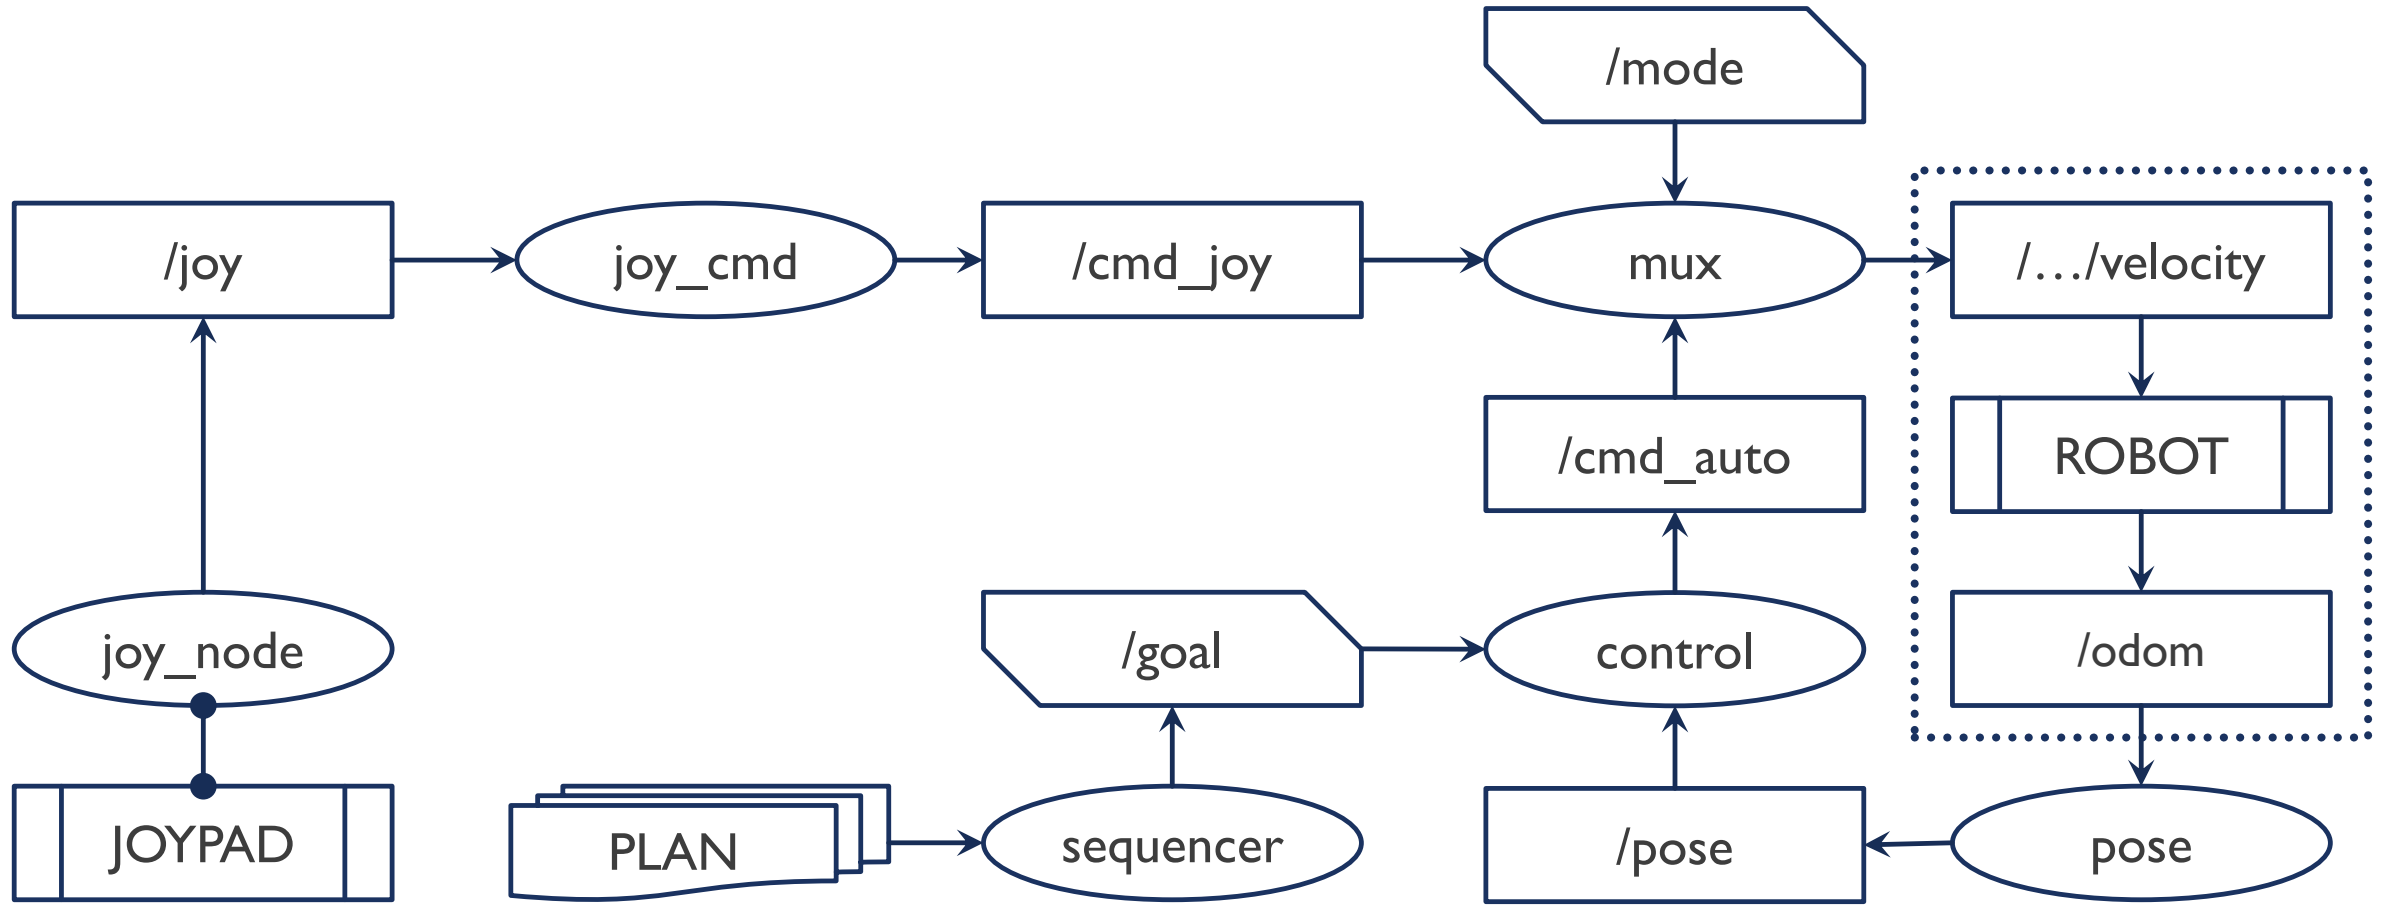 /mode
/joy
joy_cmd
/cmd_joy
mux
/…/velocity
/cmd_auto
ROBOT
joy_node
/goal
control
/odom
JOYPAD
PLAN
sequencer
/pose
pose